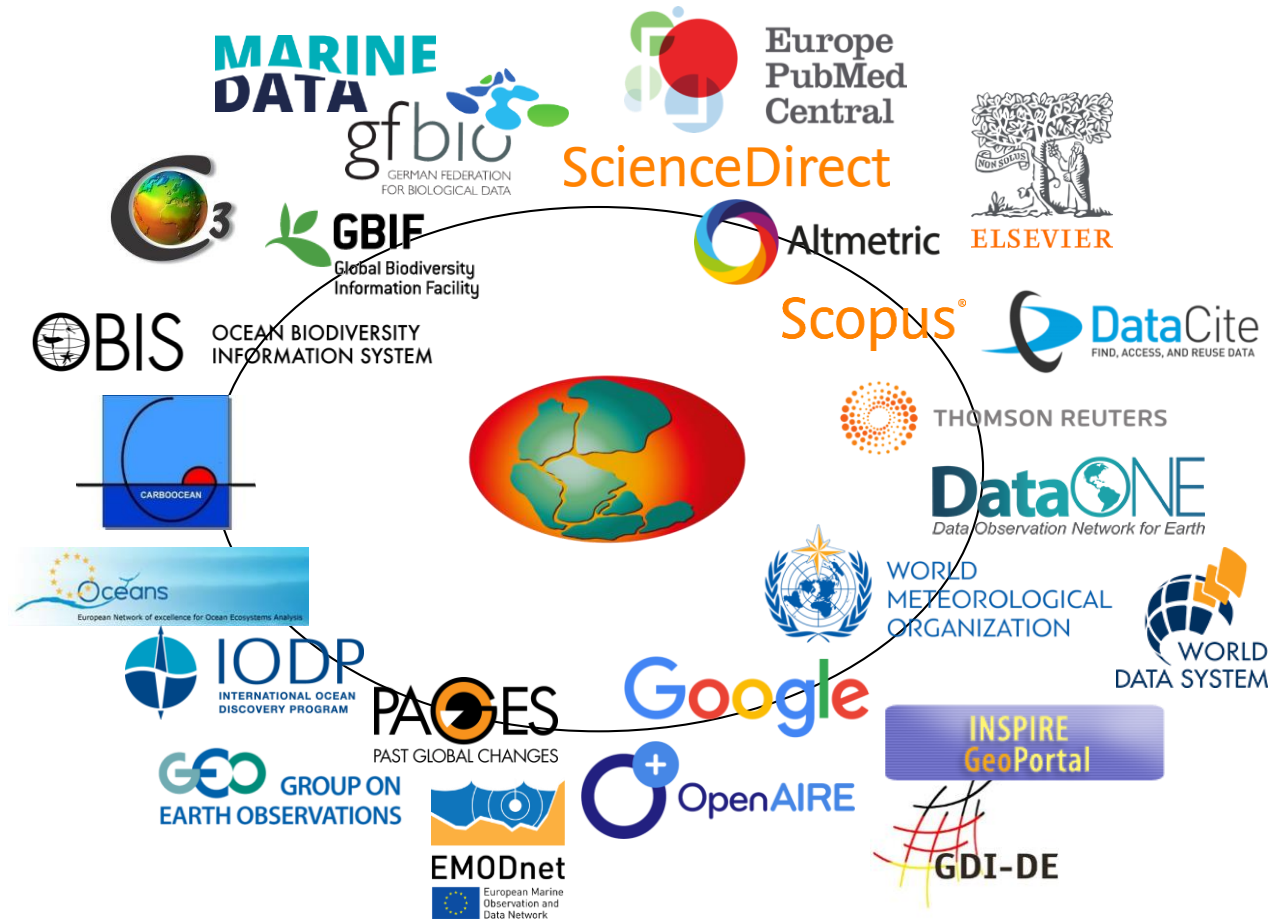 MARINE
DATA
gfbio
GERMAN FEDERATION
FOR BIOLOGICAL DATA
Europe
PubMed
Central
ScienceDirect
NON SOLUS
ELSEVIER
C3
GBIF
Global Biodiversity
Information Facility
Altmetric
OBIS
OCEAN BIODIVERSITY
INFORMATION SYSTEM
Scopus®
DataCite
FIND, ACCESS, AND REUSE DATA
THOMSON REUTERS
CARBOOCEAN
DataONE
Data Observation Network for Earth
Oceans
European Network of excellence for Ocean Ecosystems Analysis
WORLD
METEOROLOGICAL
ORGANIZATION
WORLD
DATA SYSTEM
IODP
INTERNATIONAL OCEAN
DISCOVERY PROGRAM
PAGES
PAST GLOBAL CHANGES
Google
INSPIRE
GeoPortal
GEO GROUP ON
EARTH OBSERVATIONS
OpenAIRE
EMODnet
European Marine
Observation and
Data Network
GDI-DE